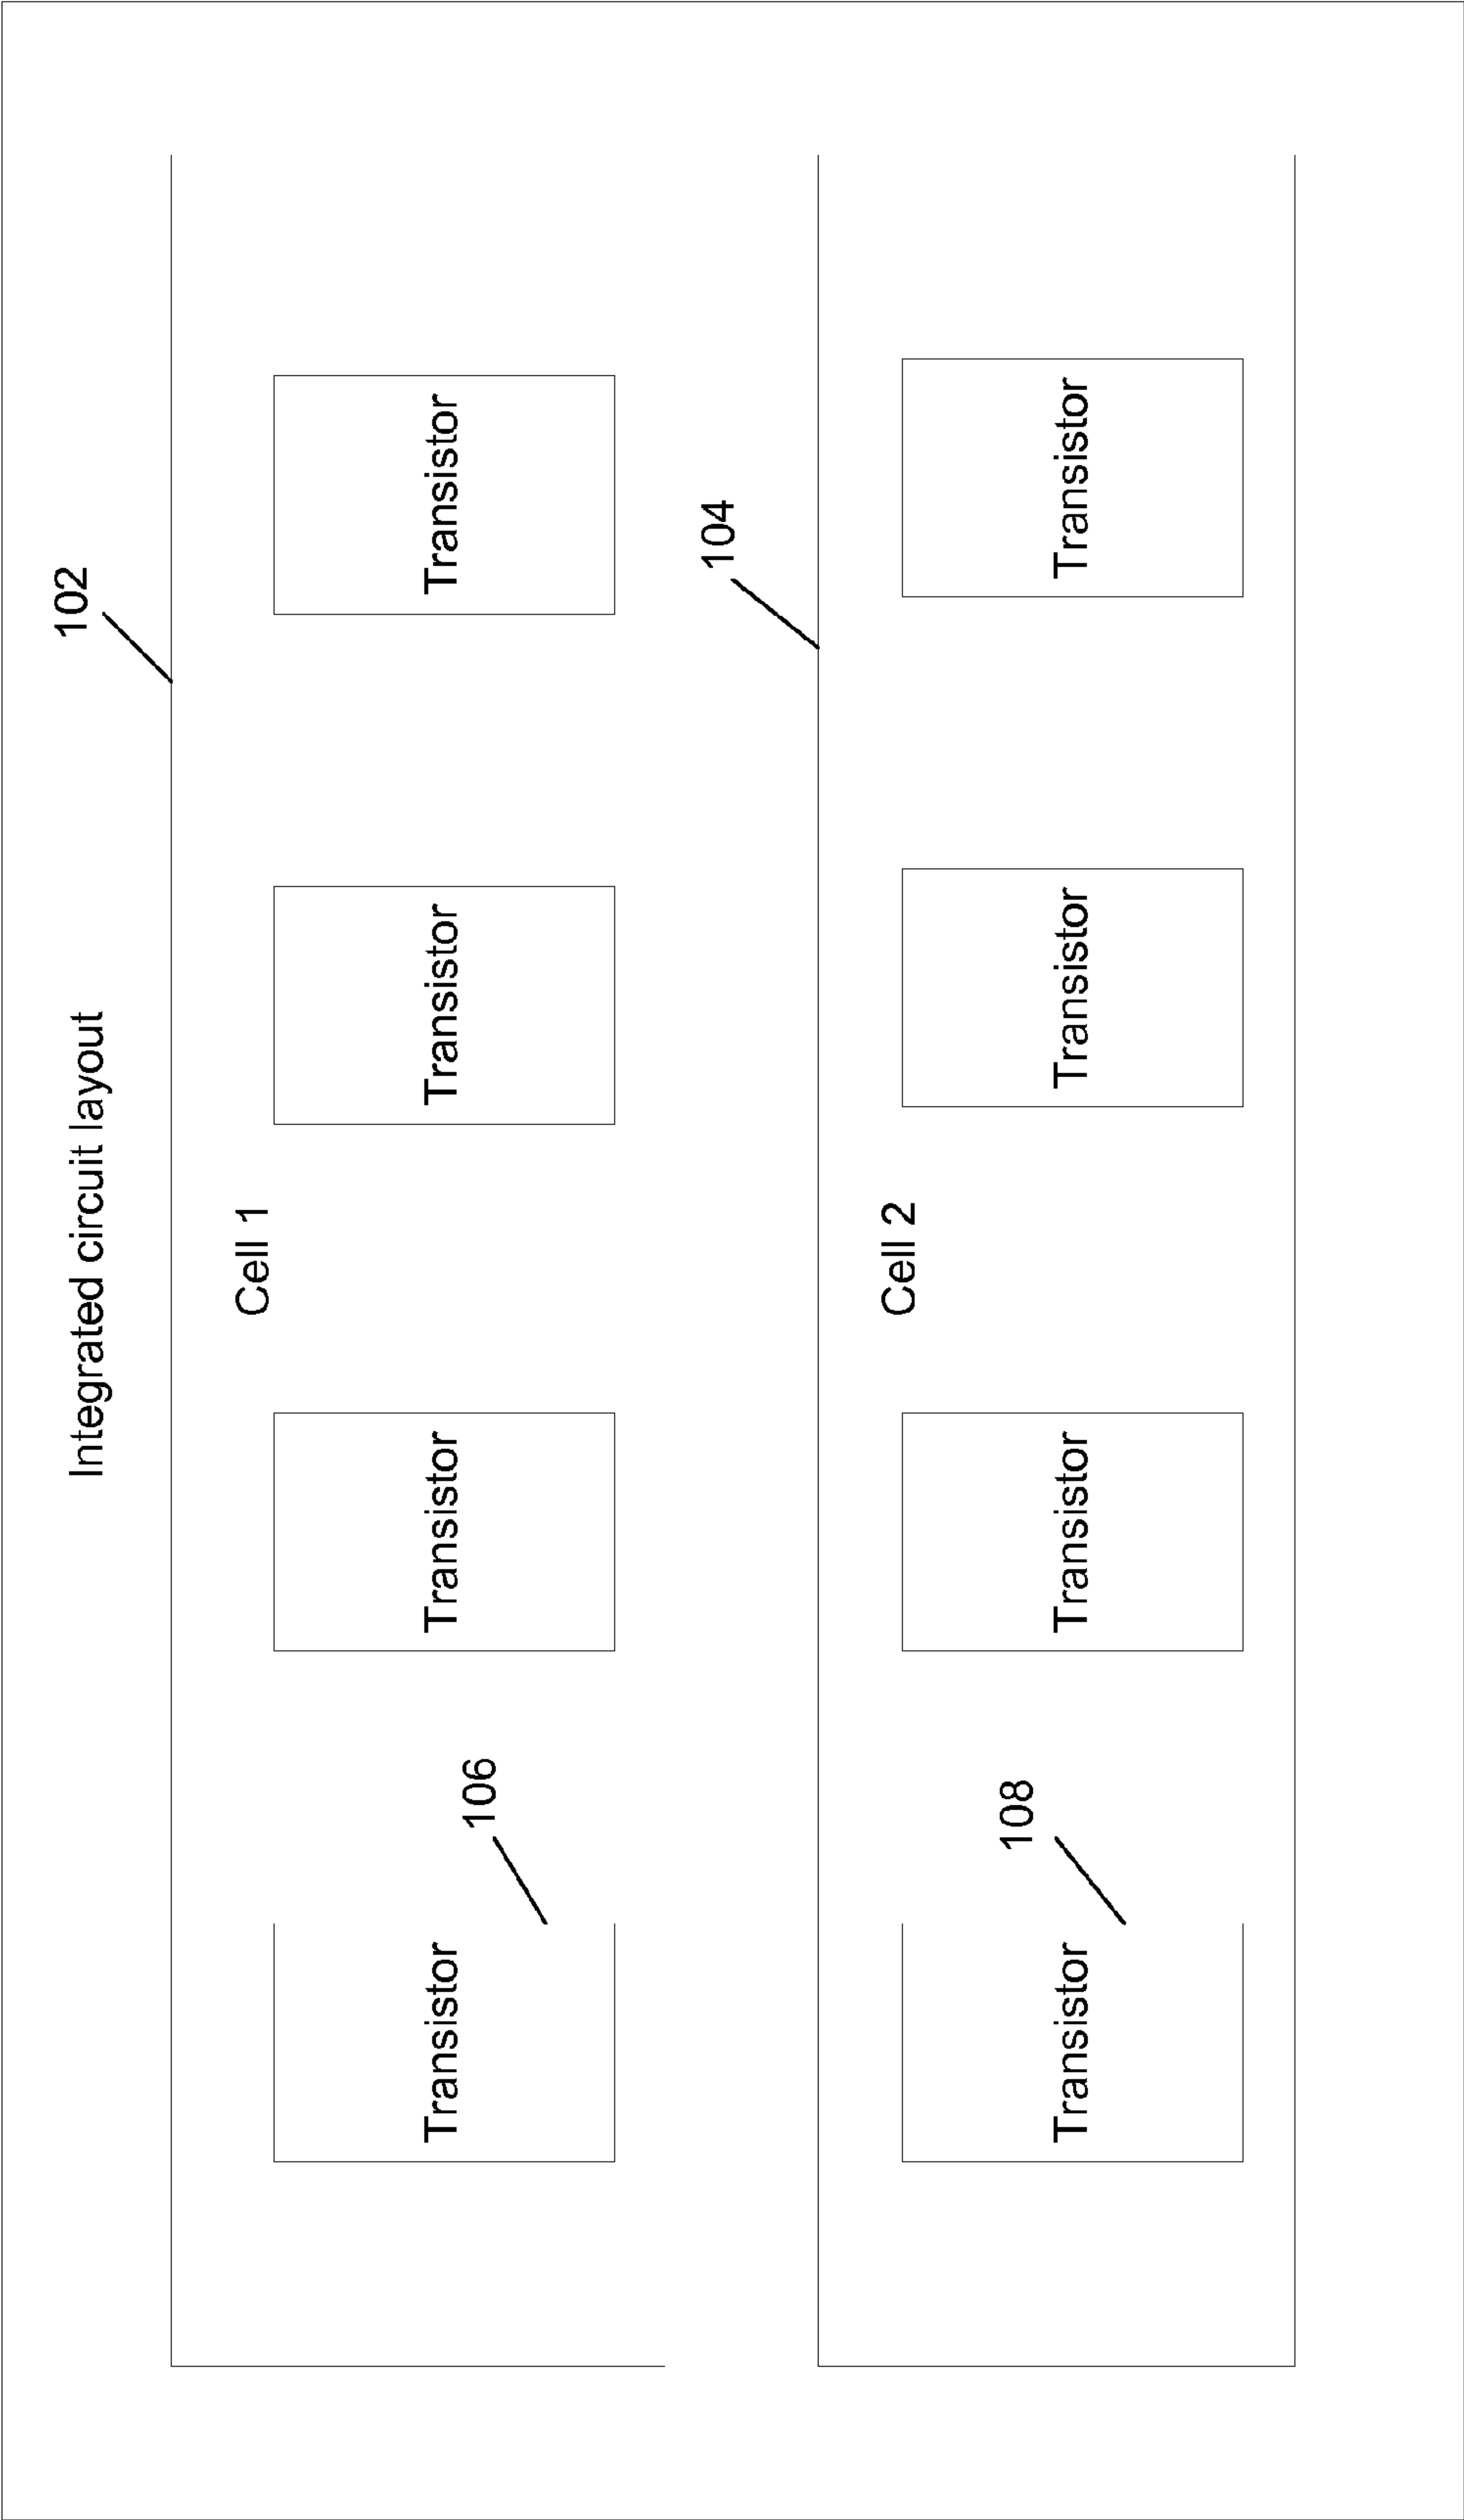 Integrated circuit layout
102
Cell 1
Transistor
Transistor
Transistor
Transistor
106
104
Cell 2
Transistor
Transistor
Transistor
Transistor
108